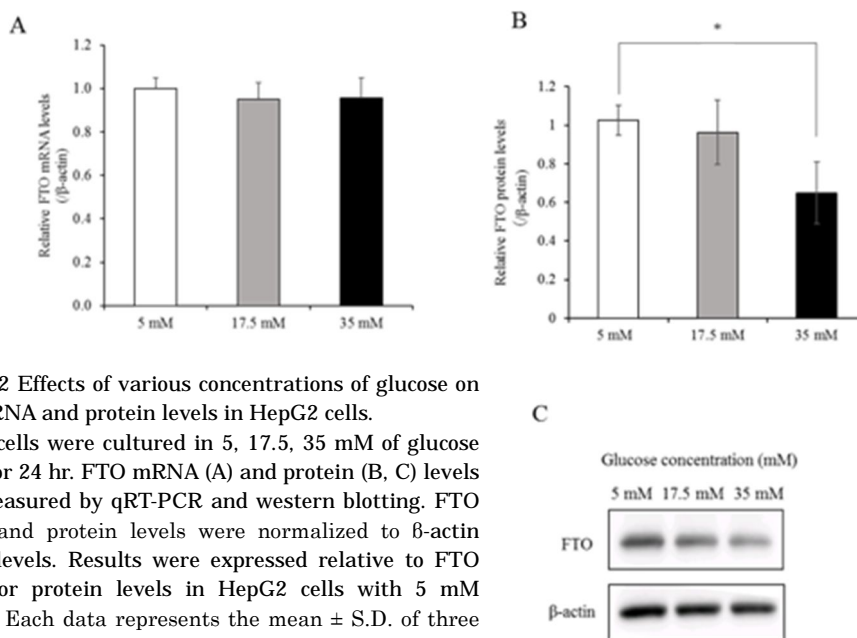 A
Relative FTO mRNA levels
(/β-actin)
1.2
1.0
0.8
0.6
0.4
0.2
0.0
5 mM
17.5 mM
35 mM
B
*
Relative FTO protein levels
(/β-actin)
1.2
1
0.8
0.6
0.4
0.2
0
5 mM
17.5 mM
35 mM
2 Effects of various concentrations of glucose on
RNA and protein levels in HepG2 cells.
cells were cultured in 5, 17.5, 35 mM of glucose
or 24 hr. FTO mRNA (A) and protein (B, C) levels
easured by qRT-PCR and western blotting. FTO
and protein levels were normalized to β-actin
levels. Results were expressed relative to FTO
or protein levels in HepG2 cells with 5 mM
Each data represents the mean ± S.D. of three
C
Glucose concentration (mM)
5 mM 17.5 mM 35 mM
FTO
β-actin